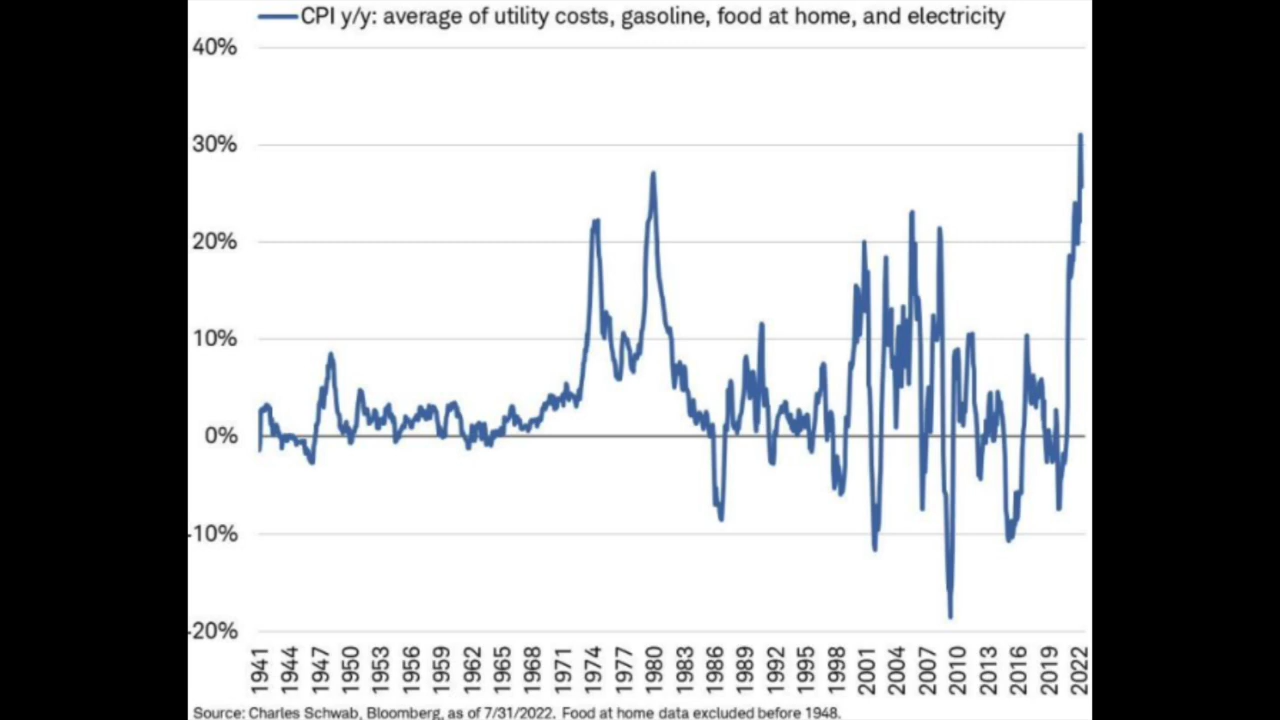 CPI y/y: average of utility costs, gasoline, food at home, and electricity
40%
30%
20%
10%
0%
-10%
-20%
1941 1944 1947 1950 1953 1956 1959 1962 1965 1968 1971 1974 1977 1980 1983 1986 1989 1992 1995 1998 2001 2004 2007 2010 2013 2016 2019 2022
Source: Charles Schwab, Bloomberg, as of 7/31/2022. Food at home data excluded before 1948.